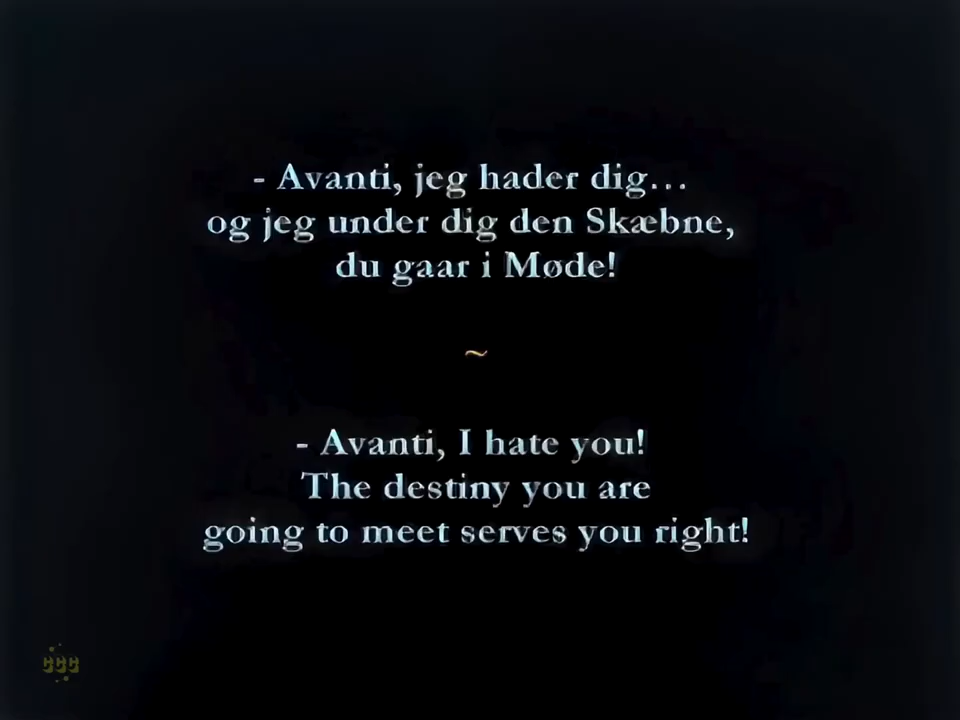 - Avanti, jeg hader dig...
og jeg under dig den Skæbne,
du gaar i Møde!
~
- Avanti, I hate you!
The destiny you are
going to meet serves you right!
CCC